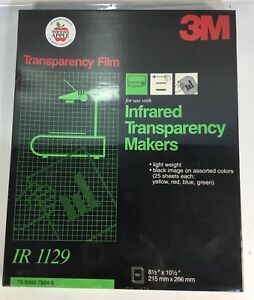 3M
APPLE
Transparency Film
for use with
Infrared
Transparency
Makers
• light weight
• black image on assorted colors
(25 sheets each:
yellow, red, blue, green)
IR 1129
8½" x 10½"
215 mm x 266 mm